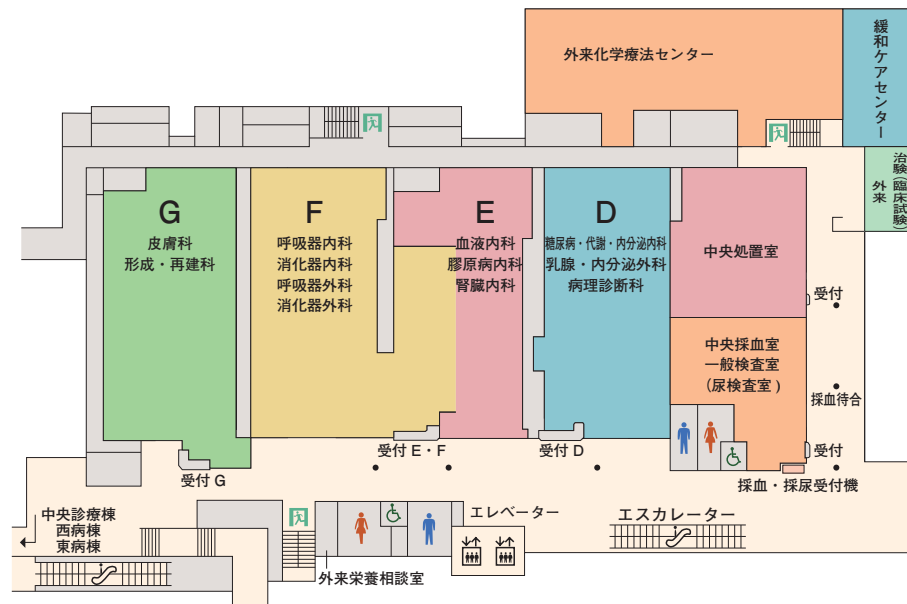 外来化学療法センター
緩和ケアセンター
治験(臨床試験)
外来
G
皮膚科
形成・再建科
F
呼吸器内科
消化器内科
呼吸器外科
消化器外科
E
血液内科
膠原病内科
腎臓内科
D
糖尿病・代謝・内分泌内科
乳腺・内分泌外科
病理診断科
中央処置室
受付
中央採血室
一般検査室
(尿検査室)
採血待合
受付
採血・採尿受付機
受付 G
受付 E・F
受付 D
中央診療棟
西病棟
東病棟
エレベーター
エスカレーター
外来栄養相談室